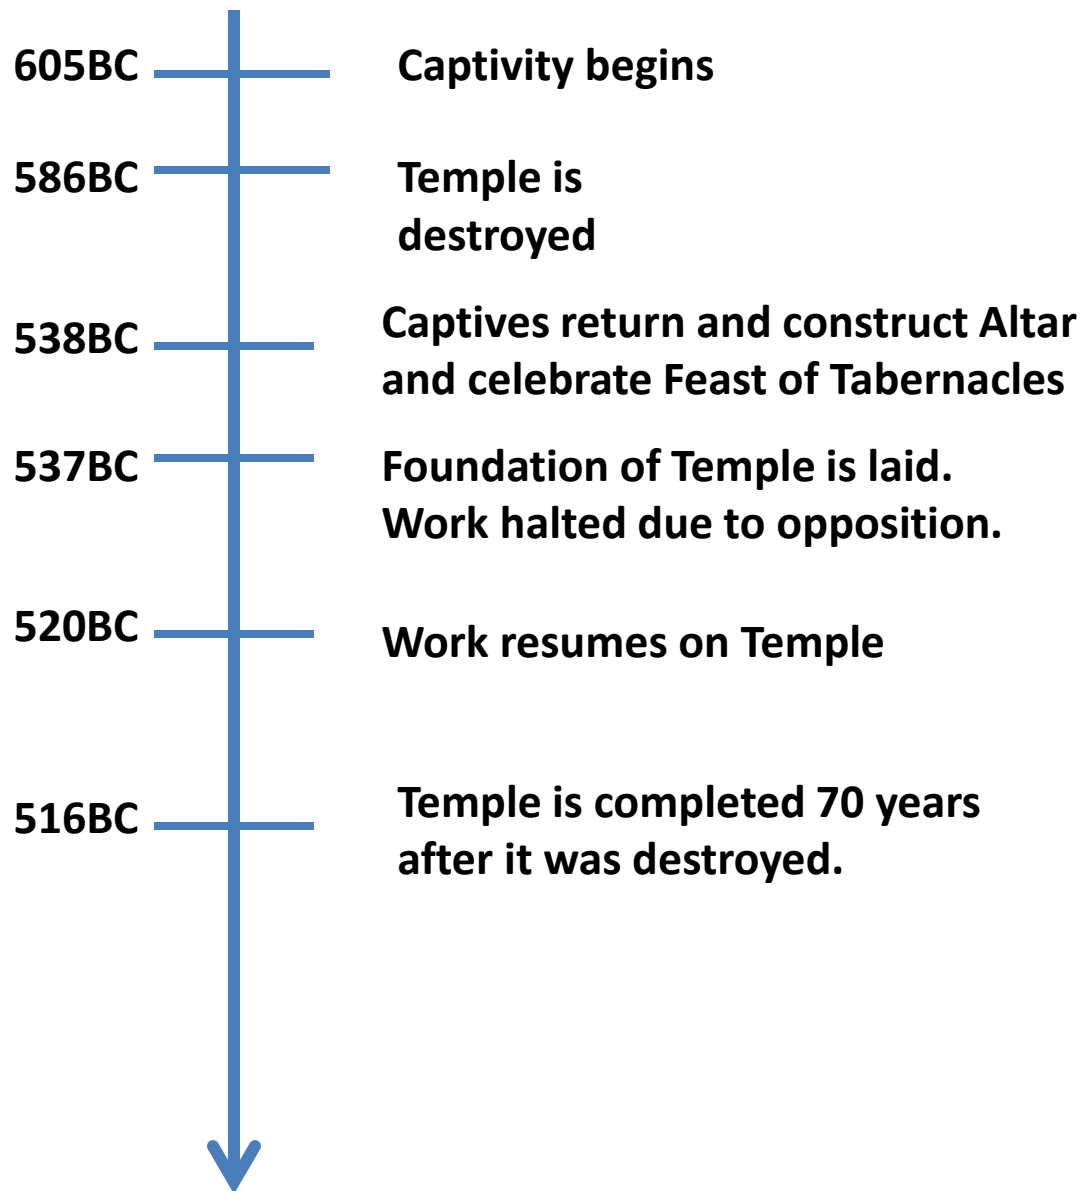 605BC Captivity begins
586BC Temple is
destroyed
538BC Captives return and construct Altar
and celebrate Feast of Tabernacles
537BC Foundation of Temple is laid.
Work halted due to opposition.
520BC Work resumes on Temple
516BC Temple is completed 70 years
after it was destroyed.